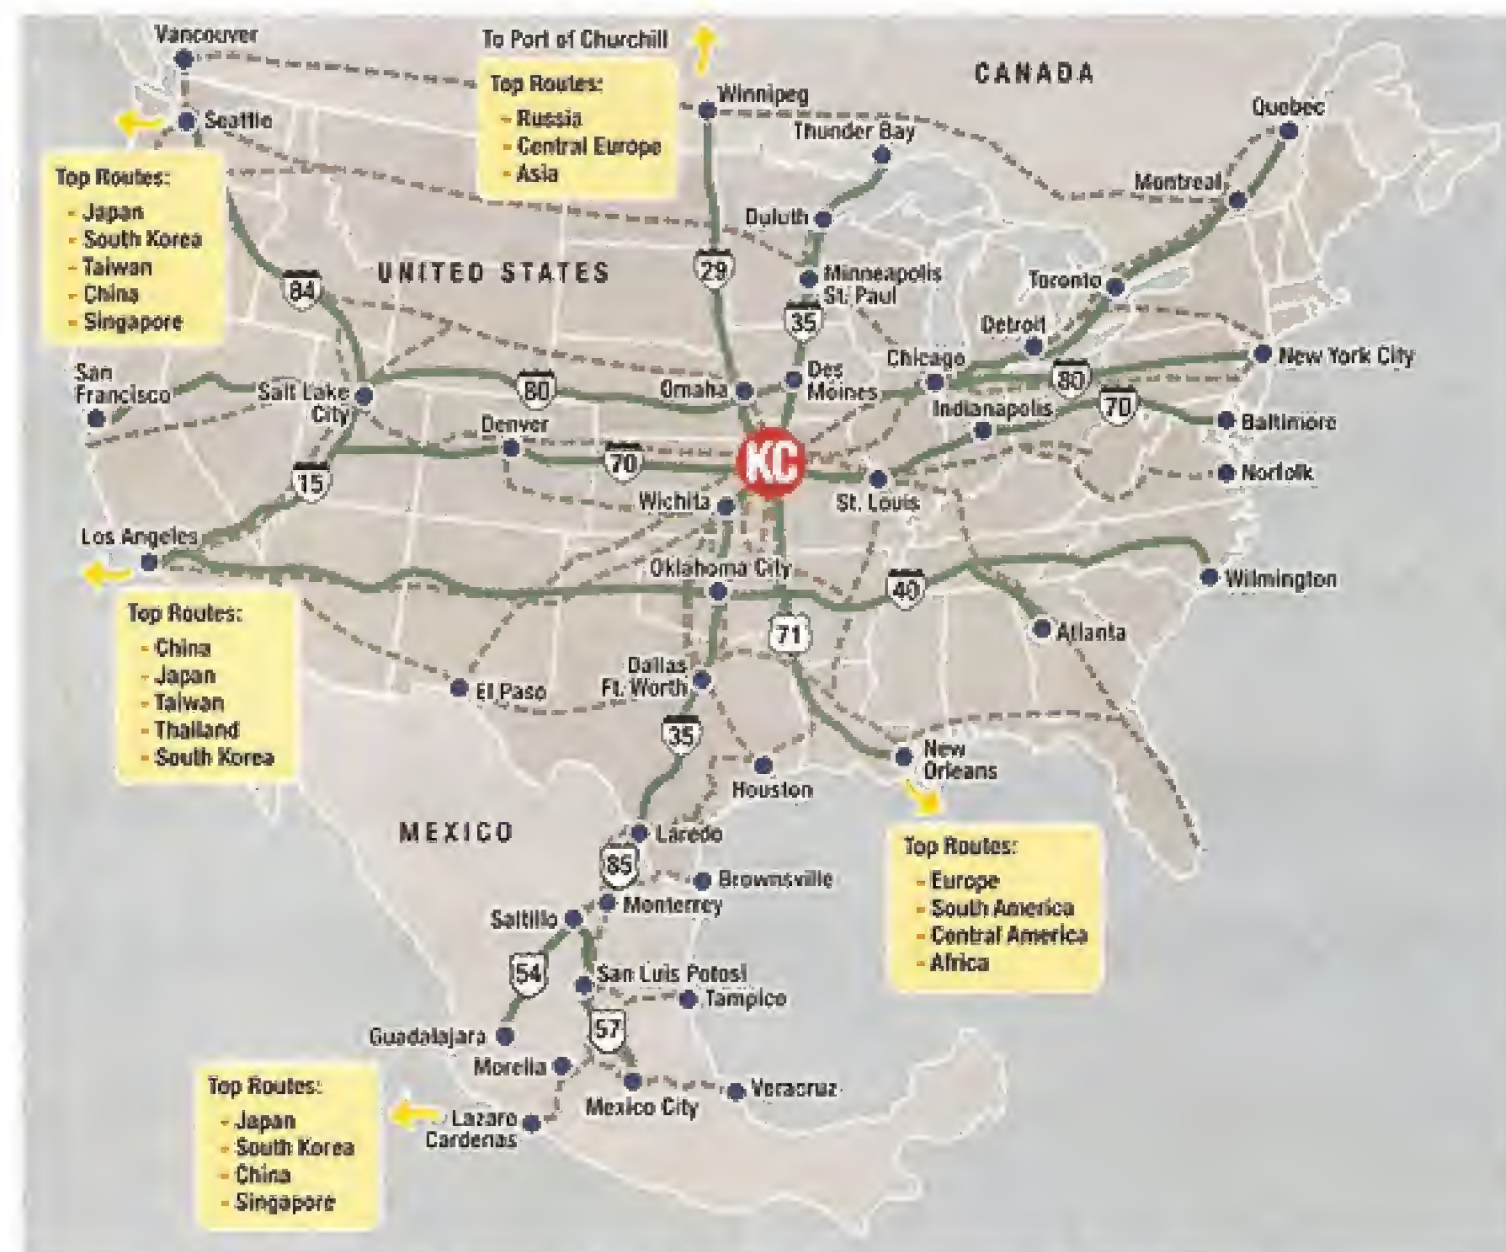 Vancouver
To Port of Churchill
CANADA
Top Routes:
- Russia
- Central Europe
- Asia
Winnipeg
Thunder Bay
Quebec
Seattle
Montreal
Top Routes:
- Japan
- South Korea
- Taiwan
- China
- Singapore
Duluth
UNITED STATES
29
84
Minneapolis
St. Paul
Toronto
35
Detroit
Chicago
New York City
San
Francisco
Salt Lake
City
80
Omaha
Des
Moines
80
Indianapolis
70
Baltimore
Denver
70
KC
15
Wichita
St. Louis
Norfolk
Los Angeles
Oklahoma City
40
Wilmington
Top Routes:
- China
- Japan
- Taiwan
- Thailand
- South Korea
71
Atlanta
El Paso
Dallas
Ft. Worth
35
New
Orleans
Houston
MEXICO
Laredo
85
Brownsville
Monterrey
Saltillo
Top Routes:
- Europe
- South America
- Central America
- Africa
54
San Luis Potosi
Tampico
57
Guadalajara
Morelia
Mexico City
Veracruz
Lazaro
Cardenas
Top Routes:
- Japan
- South Korea
- China
- Singapore